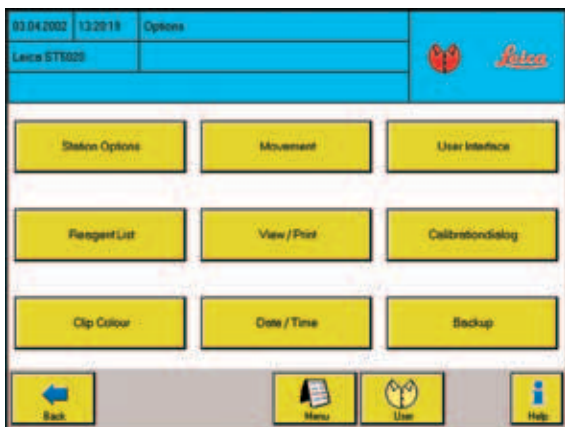 03.04.2002 13:20:19 Options
Leica ST5020
Leica
Station Options Movement User Interface
Reagent List View / Print Calibrationdialog
Clip Colour Date / Time Backup
Back Menu User Help